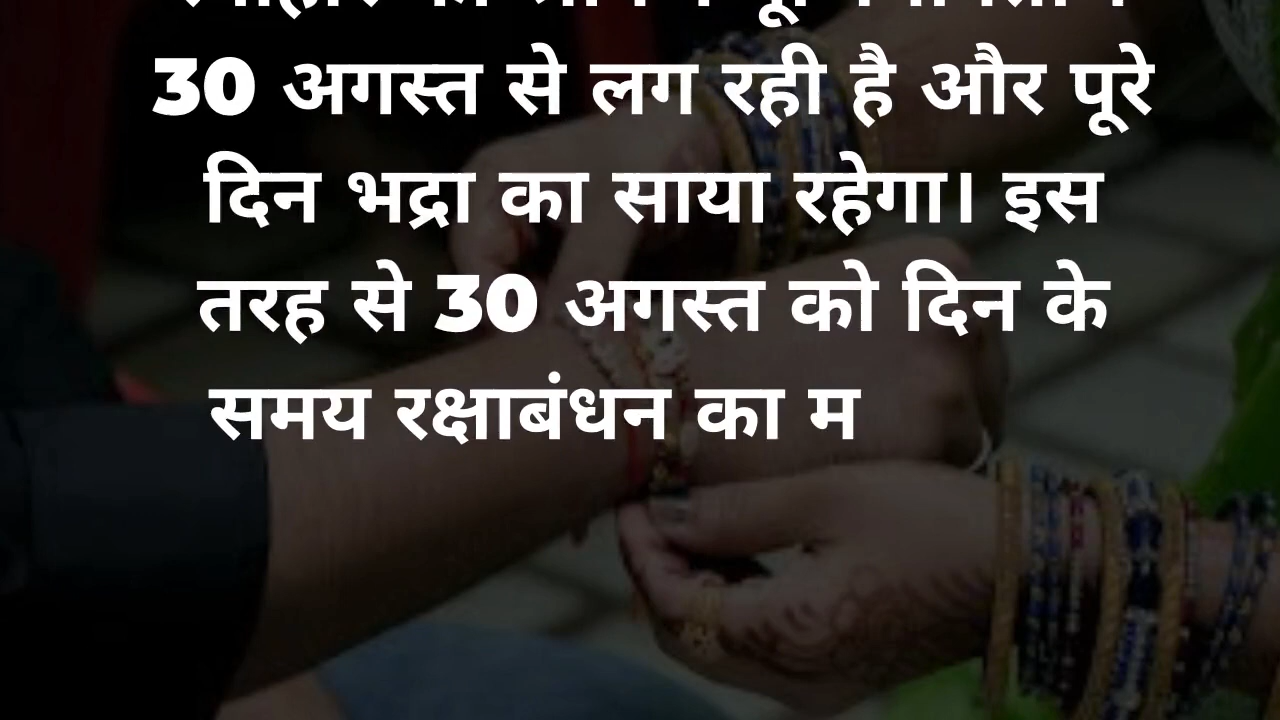 30 अगस्त से लग रही है और पूरे
दिन भद्रा का साया रहेगा। इस
तरह से 30 अगस्त को दिन के
समय रक्षाबंधन का म